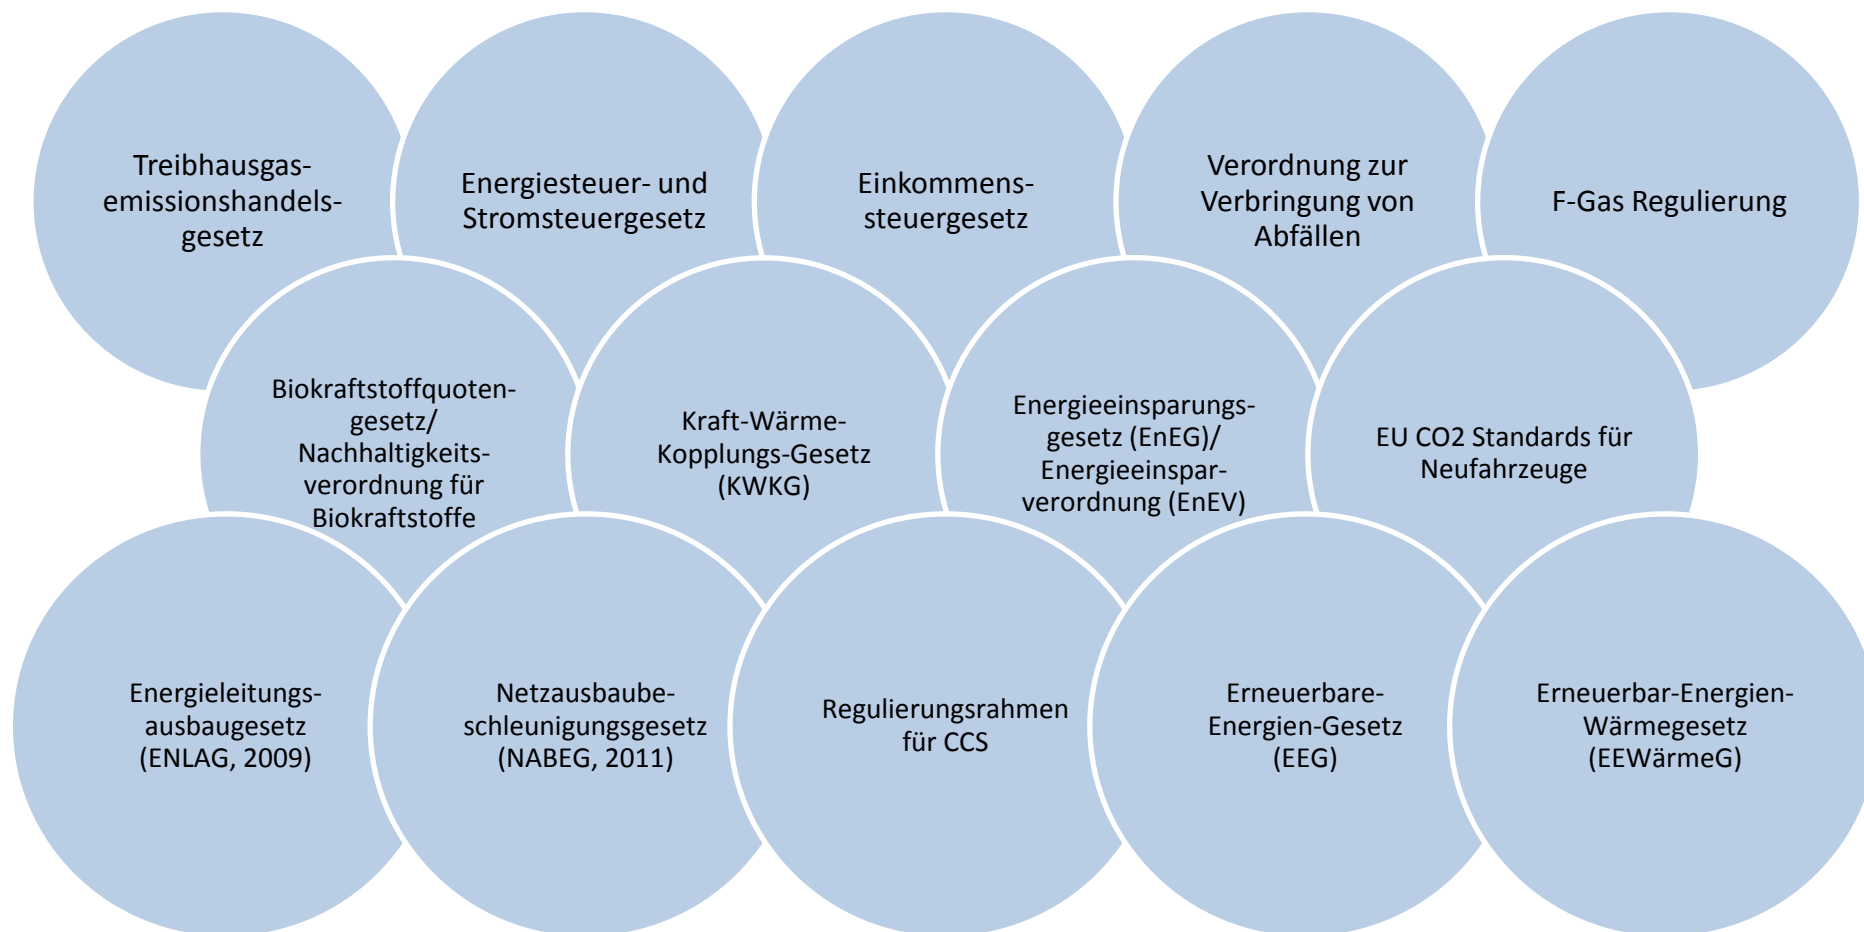 Treibhausgas-
emissionshandels-
gesetz
Energiesteuer- und
Stromsteuergesetz
Einkommens-
steuergesetz
Verordnung zur
Verbringung von
Abfällen
F-Gas Regulierung
Biokraftstoffquoten-
gesetz/
Nachhaltigkeits-
verordnung für
Biokraftstoffe
Kraft-Wärme-
Kopplungs-Gesetz
(KWKG)
Energieeinsparungs-
gesetz (EnEG)/
Energieeinspar-
verordnung (EnEV)
EU CO2 Standards für
Neufahrzeuge
Energieleitungs-
ausbaugesetz
(ENLAG, 2009)
Netzausbaube-
schleunigungsgesetz
(NABEG, 2011)
Regulierungsrahmen
für CCS
Erneuerbare-
Energien-Gesetz
(EEG)
Erneuerbar-Energien-
Wärmegesetz
(EEWärmeG)